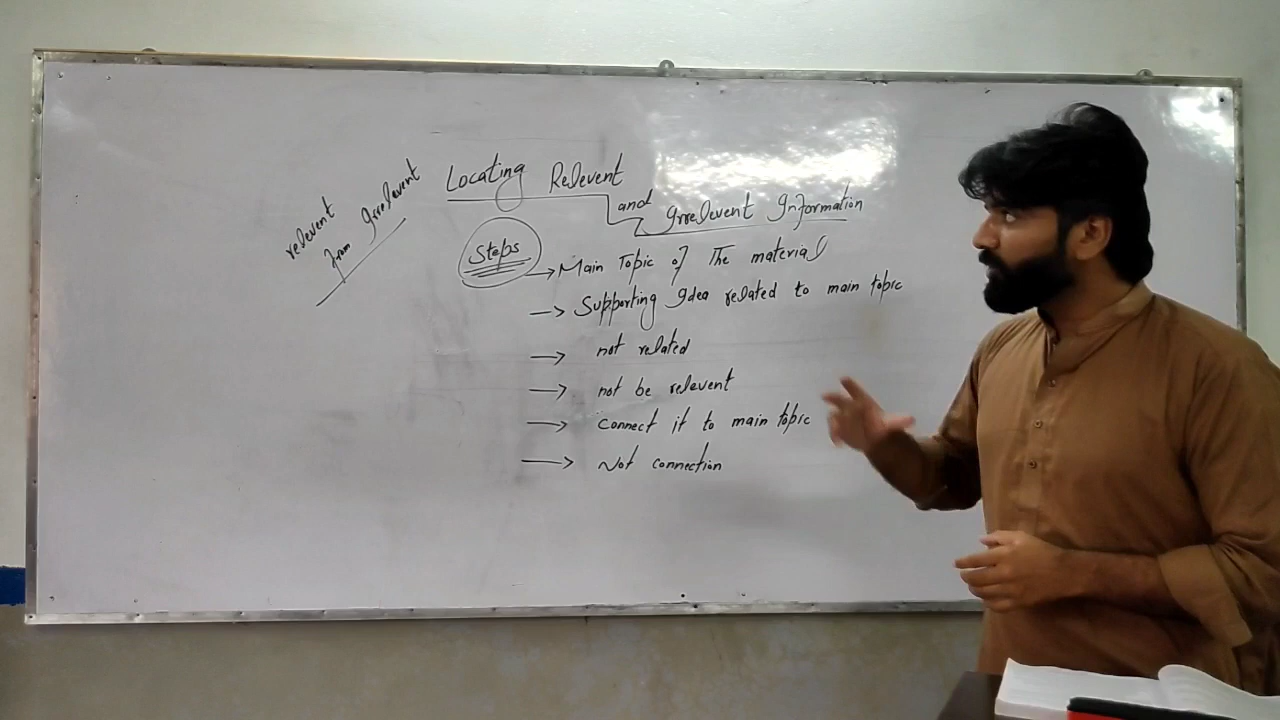 Locating Relevent
and Irrelevent Information
relevent
from Irrelevent
Steps
→ Main Topic of The material
→ Supporting Idea related to main topic
→ not related
→ not be relevent
→ Connect it to main topic
→ Not connection